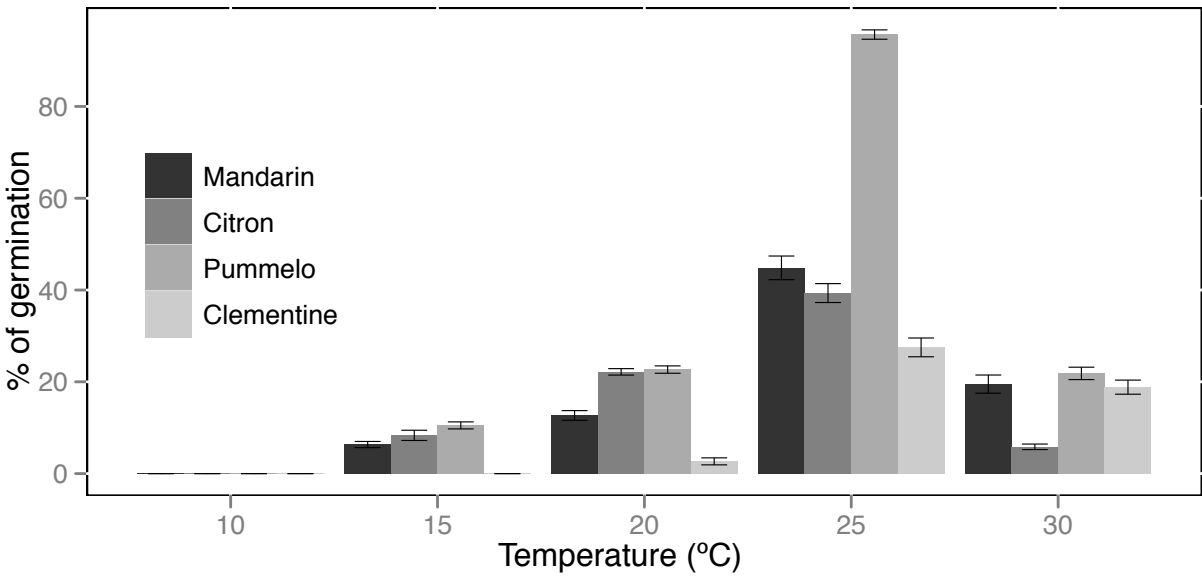 % of germination
80
60
40
20
0
Mandarin
Citron
Pummelo
Clementine
10 15 20 25 30
Temperature (ºC)